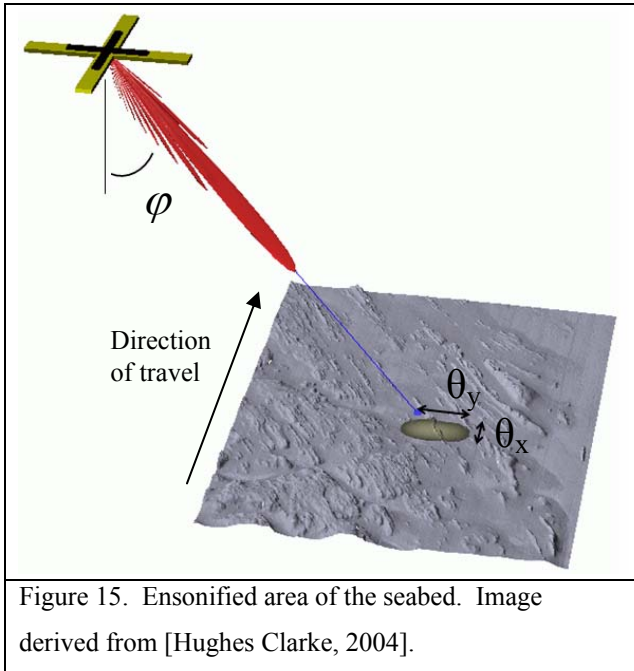 φ
Direction
of travel
θy
θx
Figure 15.  Ensonified area of the seabed.  Image
derived from [Hughes Clarke, 2004].